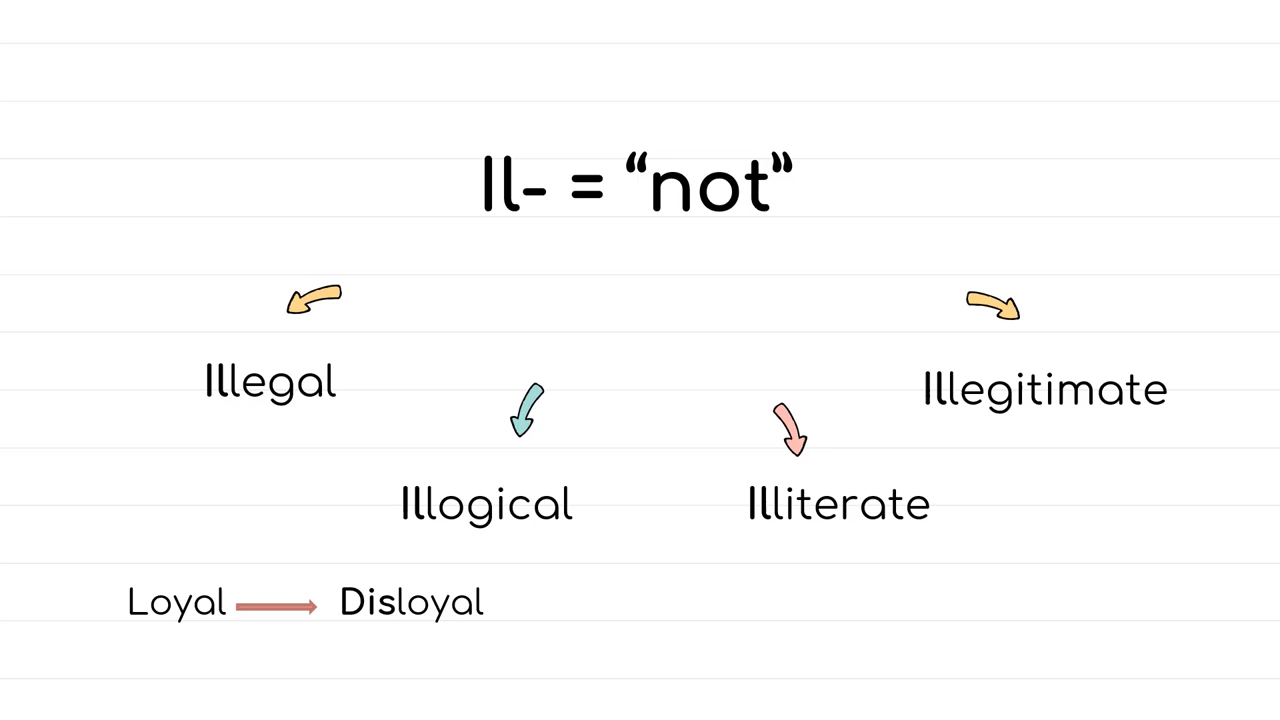 Il- = “not”
Illegal
Illegitimate
Illogical
Illiterate
Loyal Disloyal